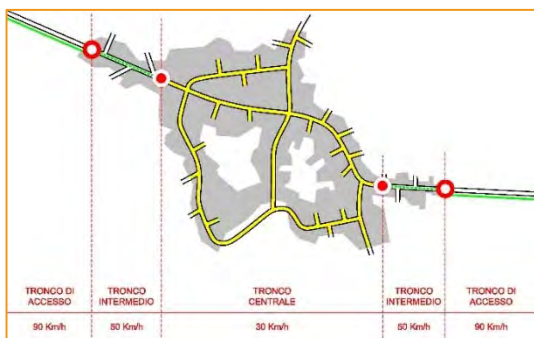 TRONCO DI
ACCESSO
TRONCO
INTERMEDIO
TRONCO
CENTRALE
TRONCO
INTERMEDIO
TRONCO DI
ACCESSO
90 Km/h
50 Km/h
30 Km/h
50 Km/h
90 Km/h